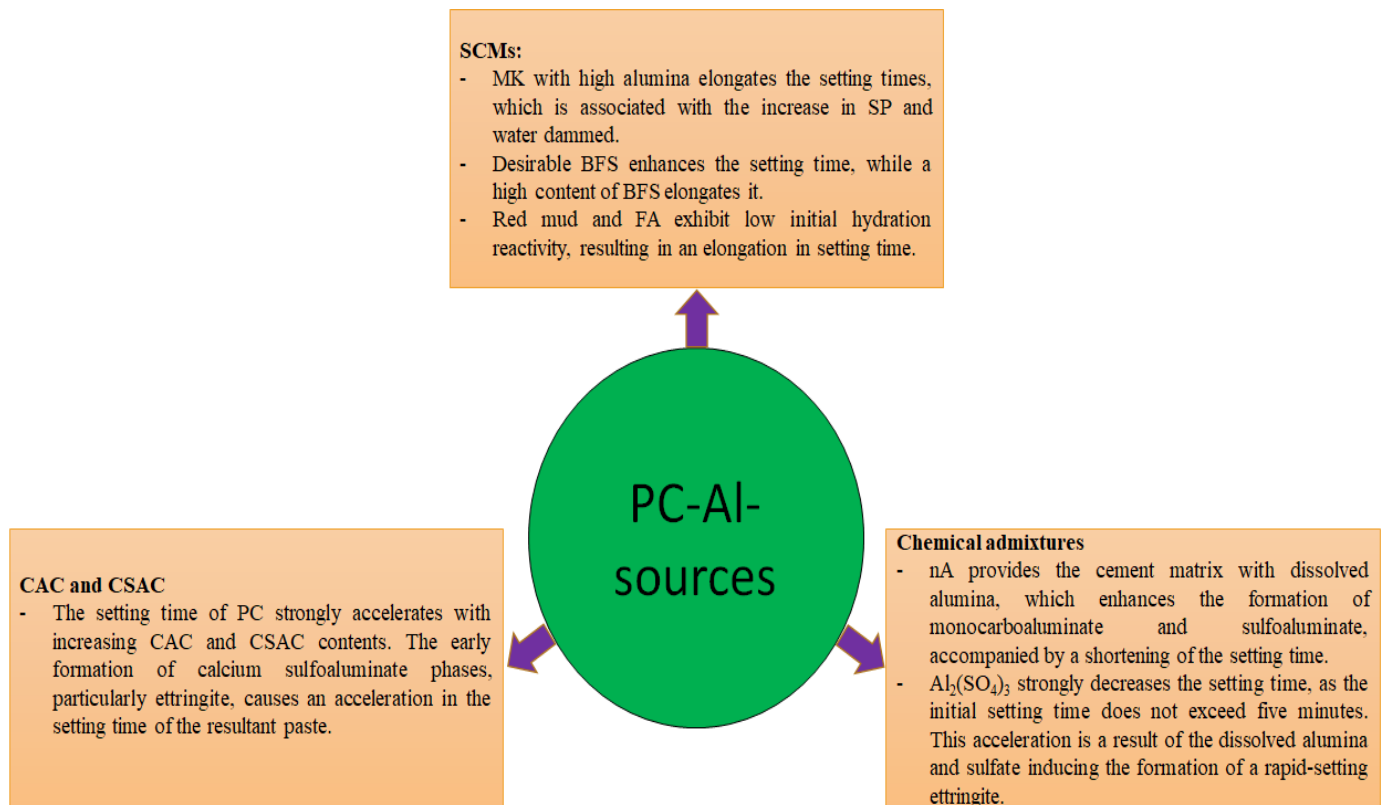 SCMs:
- MK with high alumina elongates the setting times,
which is associated with the increase in SP and
water dammed.
- Desirable BFS enhances the setting time, while a
high content of BFS elongates it.
- Red mud and FA exhibit low initial hydration
reactivity, resulting in an elongation in setting time.
PC-Al-
sources
CAC and CSAC
- The setting time of PC strongly accelerates with
increasing CAC and CSAC contents. The early
formation of calcium sulfoaluminate phases,
particularly ettringite, causes an acceleration in the
setting time of the resultant paste.
Chemical admixtures
- nA provides the cement matrix with dissolved
alumina, which enhances the formation of
monocarboaluminate and sulfoaluminate,
accompanied by a shortening of the setting time.
- Al₂(SO₄)₃ strongly decreases the setting time, as the
initial setting time does not exceed five minutes.
This acceleration is a result of the dissolved alumina
and sulfate inducing the formation of a rapid-setting
ettringite.